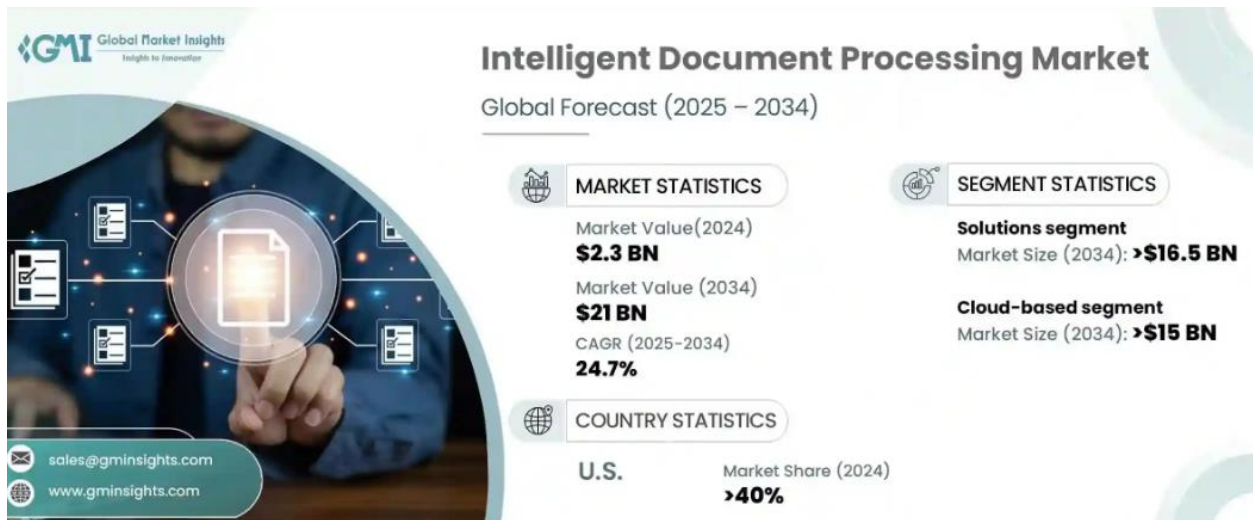 GMI Global Market Insights
Insights to Innovation
Intelligent Document Processing Market
Global Forecast (2025 – 2034)
MARKET STATISTICS
Market Value(2024)
$2.3 BN
Market Value (2034)
$21 BN
CAGR (2025-2034)
24.7%
SEGMENT STATISTICS
Solutions segment
Market Size (2034): >$16.5 BN
Cloud-based segment
Market Size (2034): >$15 BN
COUNTRY STATISTICS
U.S.
Market Share (2024)
>40%
sales@gminsights.com
www.gminsights.com